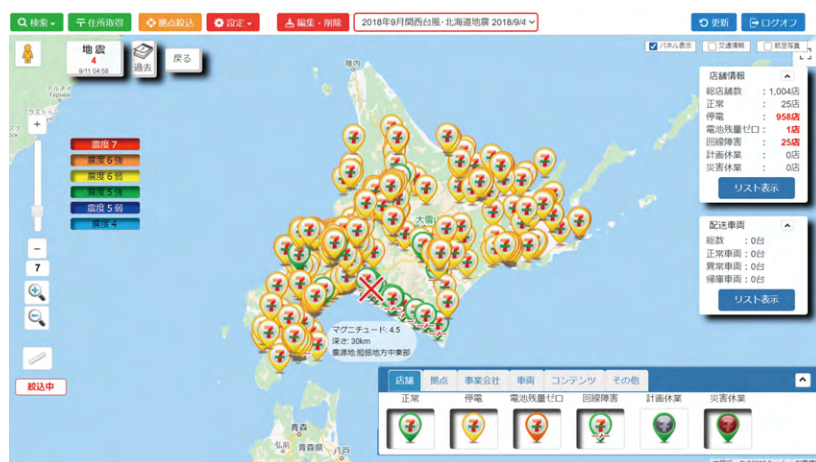 検索
〒住所取得
拠点絞込
設定
編集・削除
2018年9月関西台風・北海道地震 2018/9/4
更新
ログオフ
地震
4
9/11 04:58
過去
戻る
パネル表示
交通情報
航空写真
稚内
店舗情報
総店舗数 : 1,004店
正常 : 25店
停電 : 958店
電池残量ゼロ : 1店
回線障害 : 25店
計画休業 : 0店
災害休業 : 0店
リスト表示
震度7
震度6強
震度6弱
震度5強
震度5弱
震度4
大雪山
配送車両
総数 : 0台
正常車両 : 0台
異常車両 : 0台
帰庫車両 : 0台
リスト表示
7
マグニチュード: 4.5
深さ: 30km
震源地:胆振地方中東部
絞込中
店舗
拠点
事業会社
車両
コンテンツ
その他
正常
停電
電池残量ゼロ
回線障害
計画休業
災害休業
青森
弘前
青森県
八戸